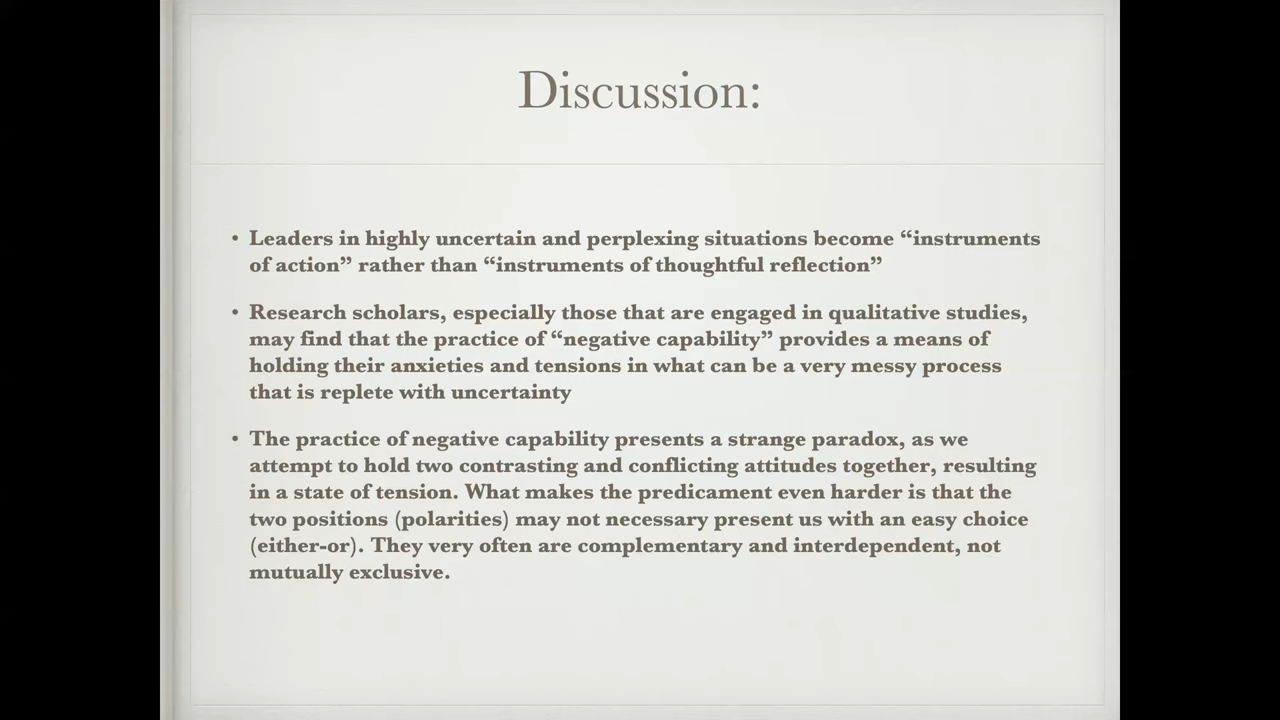 Discussion:
• Leaders in highly uncertain and perplexing situations become “instruments
of action” rather than “instruments of thoughtful reflection”
• Research scholars, especially those that are engaged in qualitative studies,
may find that the practice of “negative capability” provides a means of
holding their anxieties and tensions in what can be a very messy process
that is replete with uncertainty
• The practice of negative capability presents a strange paradox, as we
attempt to hold two contrasting and conflicting attitudes together, resulting
in a state of tension. What makes the predicament even harder is that the
two positions (polarities) may not necessary present us with an easy choice
(either-or). They very often are complementary and interdependent, not
mutually exclusive.